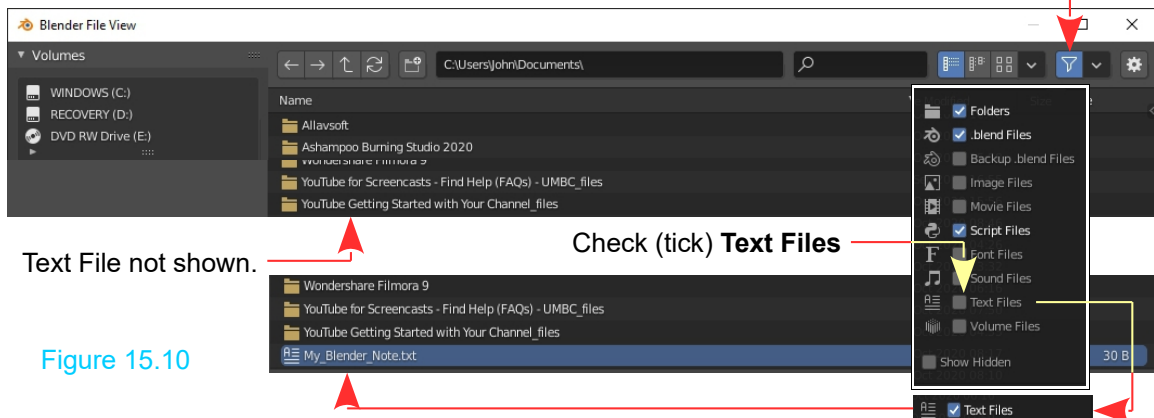 Blender File View
Volumes
WINDOWS (C:)
RECOVERY (D:)
DVD RW Drive (E:)
C:\Users\John\Documents\
Name
Allavsoft
Ashampoo Burning Studio 2020
Wondershare Filmora 9
YouTube for Screencasts - Find Help (FAQs) - UMBC_files
YouTube Getting Started with Your Channel_files
Folders
.blend Files
Backup .blend Files
Image Files
Movie Files
Script Files
Font Files
Sound Files
Text Files
Volume Files
Show Hidden
Text File not shown.
Check (tick) Text Files
Wondershare Filmora 9
YouTube for Screencasts - Find Help (FAQs) - UMBC_files
YouTube Getting Started with Your Channel_files
My_Blender_Note.txt
30 B
Figure 15.10
Text Files